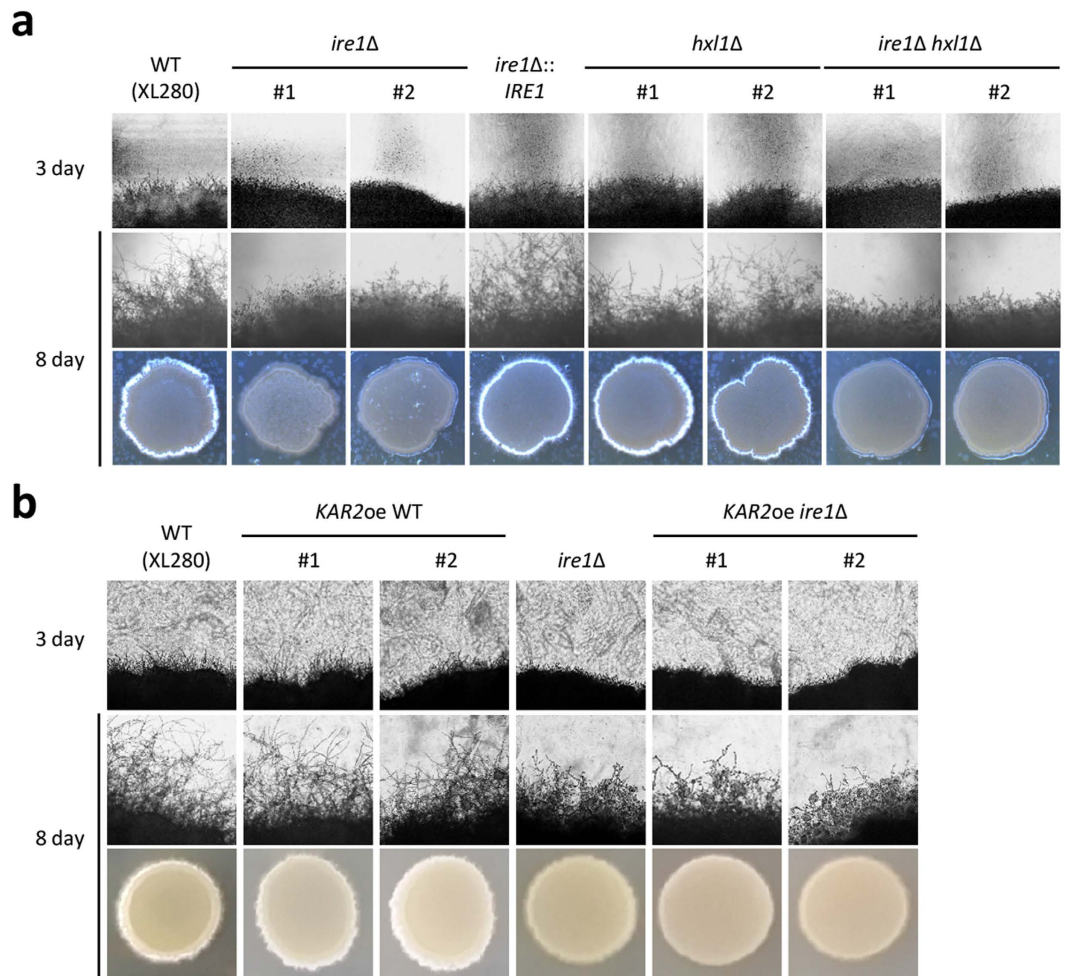 a
ire1Δ hxl1Δ ire1Δ hxl1Δ
WT ire1Δ::
(XL280) #1 #2 IRE1 #1 #2 #1 #2
3 day
8 day
b
KAR2oe WT KAR2oe ire1Δ
WT
(XL280) #1 #2 ire1Δ #1 #2
3 day
8 day